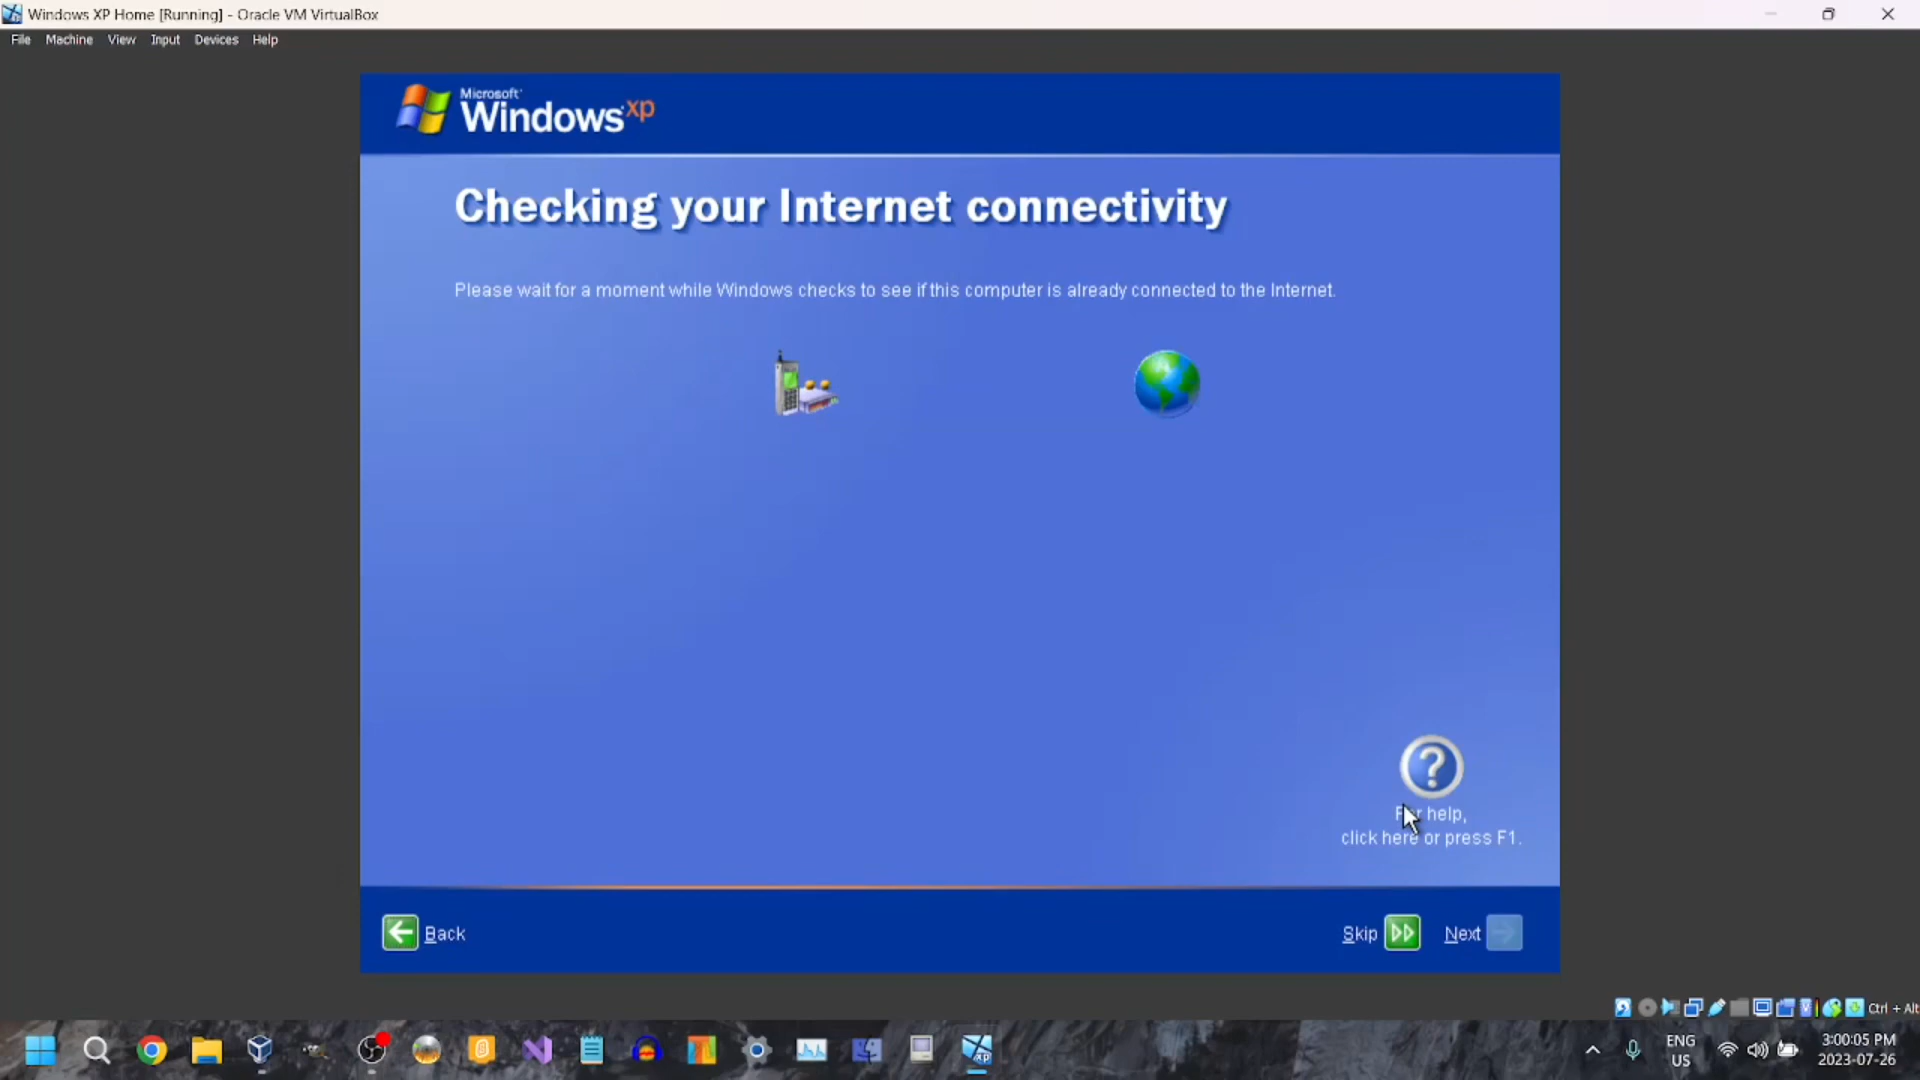 Windows XP Home [Running] - Oracle VM VirtualBox
File Machine View Input Devices Help
Microsoft
Windows xp
Checking your Internet connectivity
Please wait for a moment while Windows checks to see if this computer is already connected to the Internet.
For help,
click here or press F1.
Back
Skip
Next
Ctrl + Alt
ENG
US
3:00:05 PM
2023-07-26